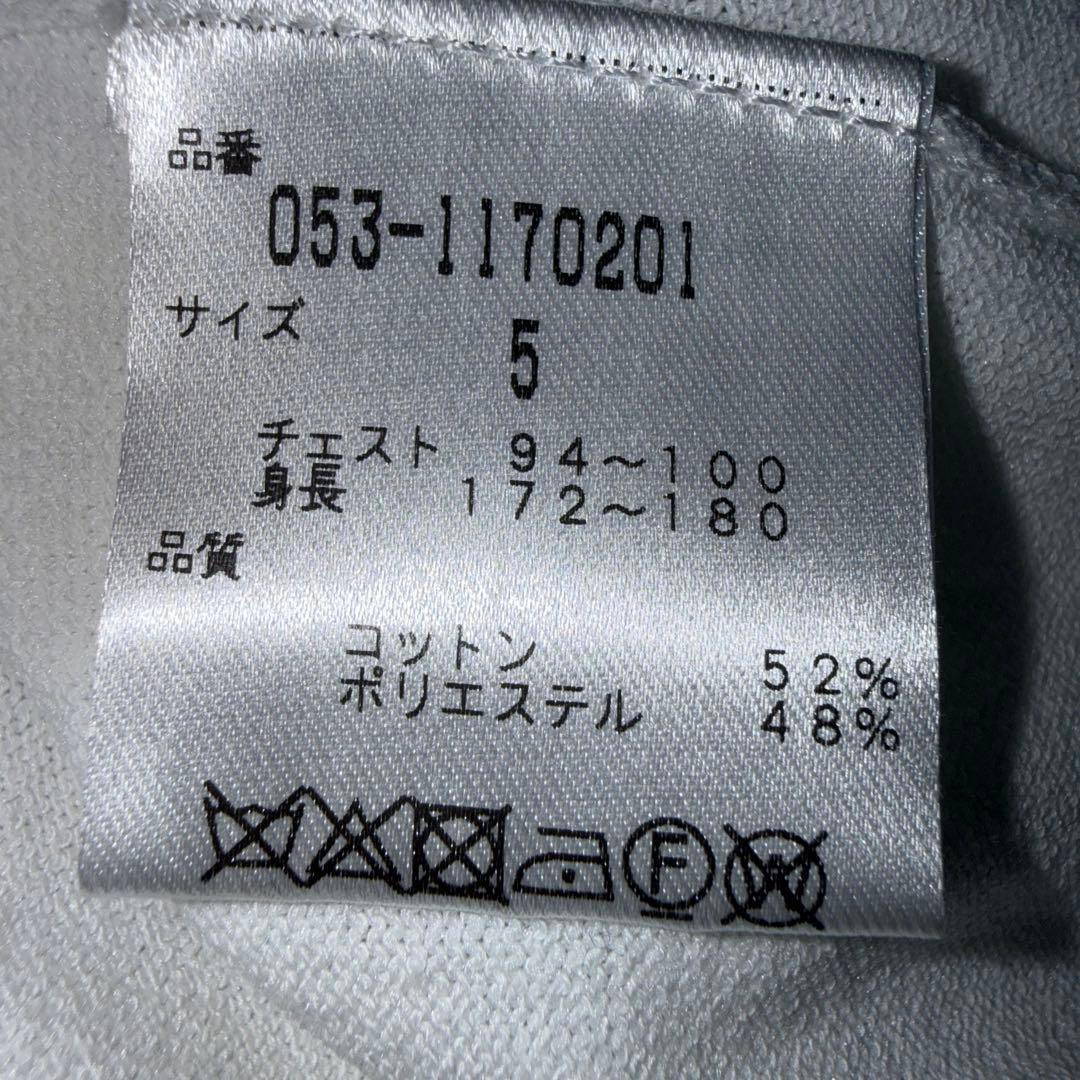 品番
053-1170201
サイズ
5
チェスト 94～100
身長 172～180
品質
コットン 52%
ポリエステル 48%
F
W